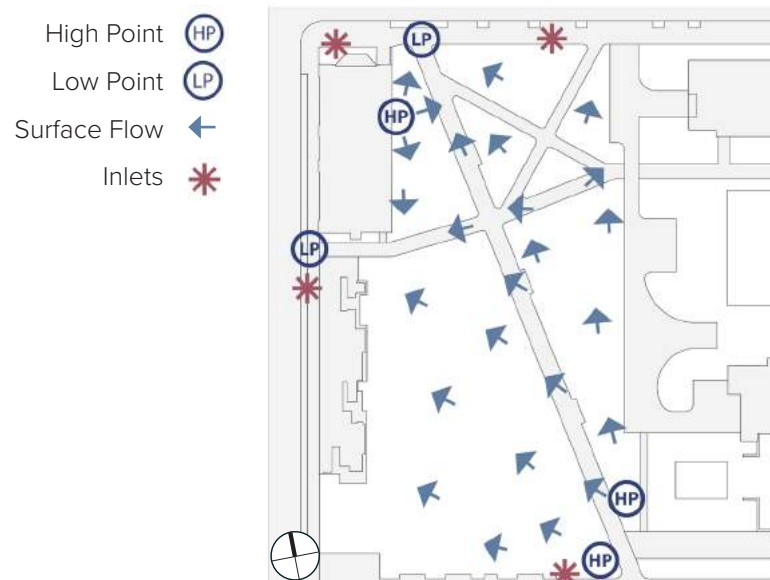 High Point HP
Low Point LP
Surface Flow
Inlets
LP
HP
LP
HP
HP